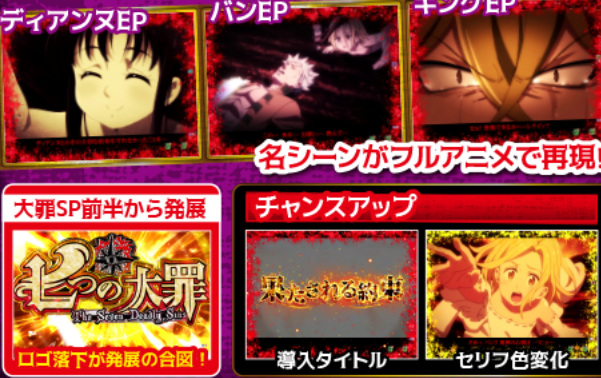 ディアンヌEP
バンEP
キングEP
名シーンがフルアニメで再現!
大罪SP前半から発展
七つの大罪
The Seven Deadly Sins
ロゴ落下が発展の合図!
チャンスアップ
果たされる約束
導入タイトル
セリフ色変化